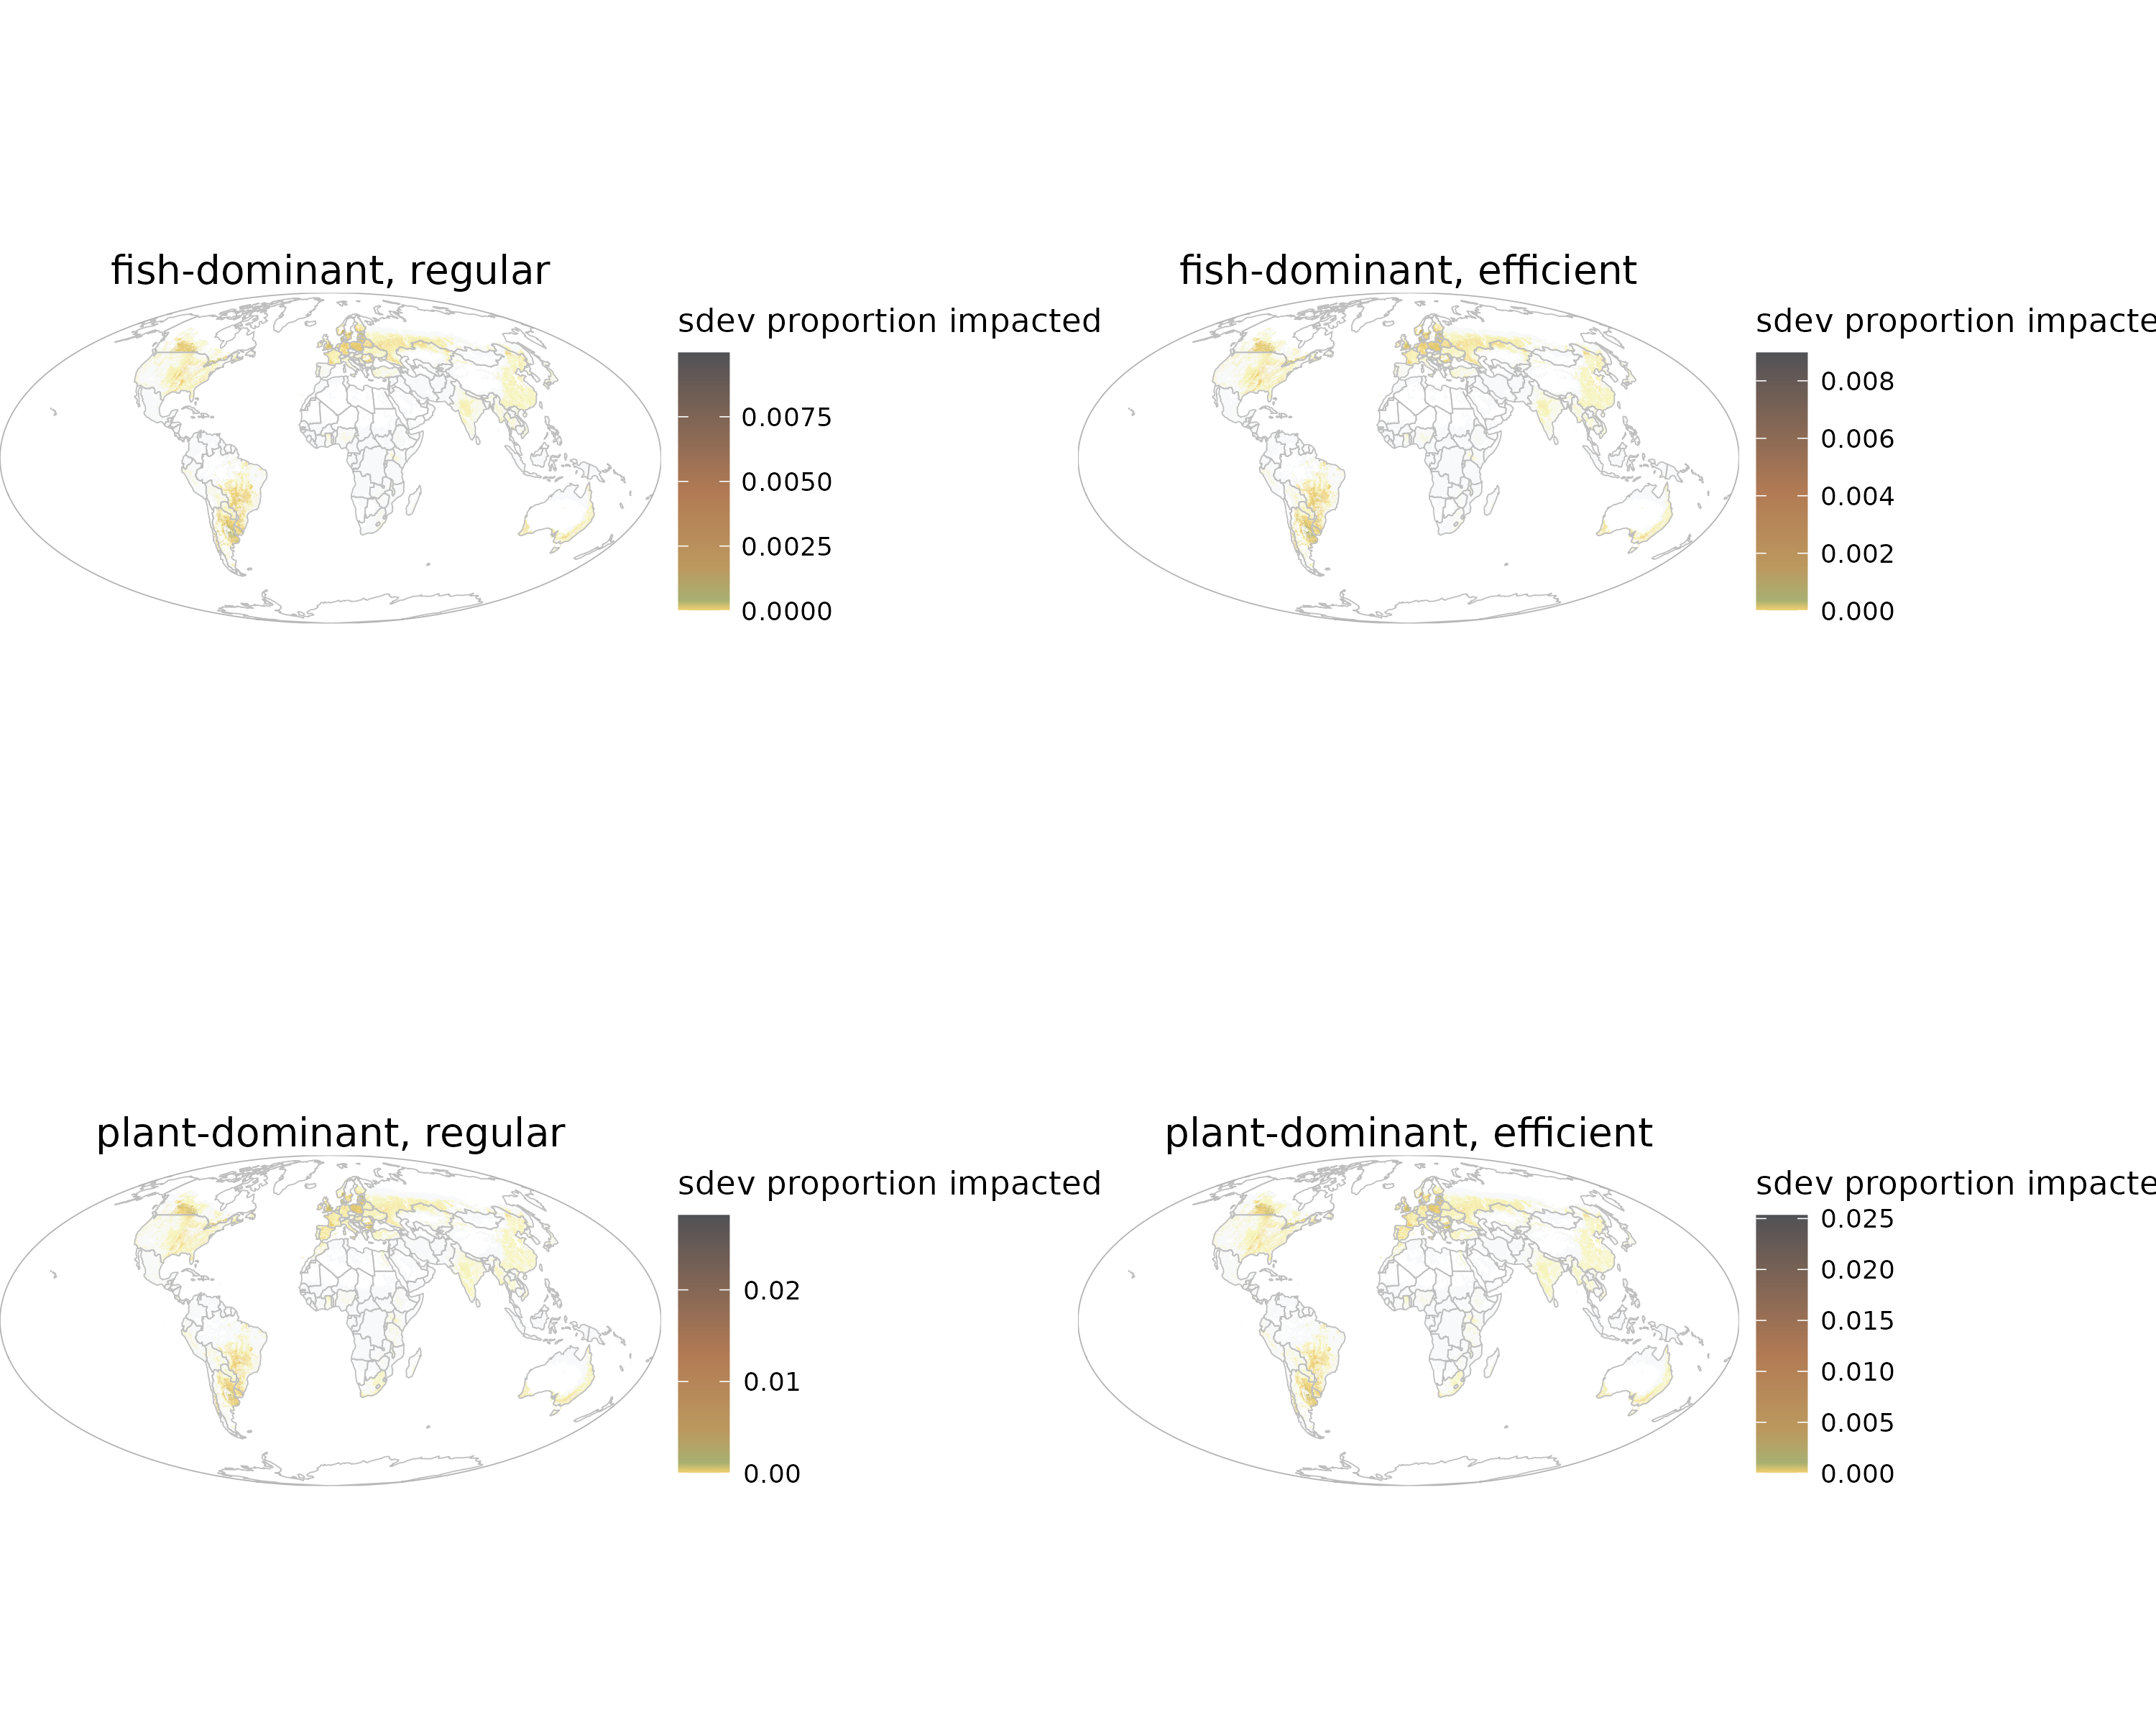 fish-dominant, regular
sdev proportion impacted
0.0075
0.0050
0.0025
0.0000
fish-dominant, efficient
sdev proportion impacte
0.008
0.006
0.004
0.002
0.000
plant-dominant, regular
sdev proportion impacted
0.02
0.01
0.00
plant-dominant, efficient
sdev proportion impacte
0.025
0.020
0.015
0.010
0.005
0.000